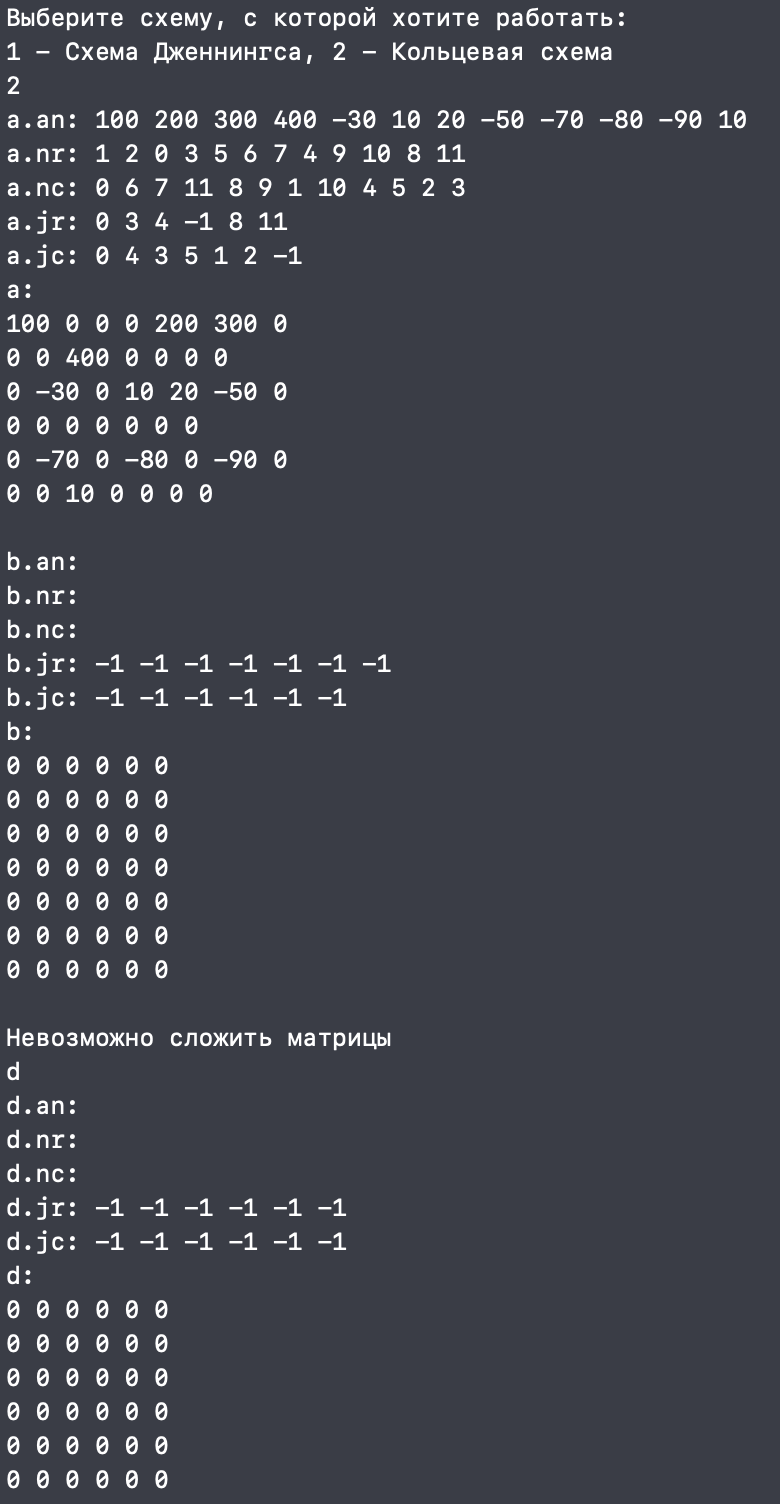 Выберите схему, с которой хотите работать:
1 – Схема Дженнингса, 2 – Кольцевая схема
2
a.an: 100 200 300 400 -30 10 20 -50 -70 -80 -90 10
a.nr: 1 2 0 3 5 6 7 4 9 10 8 11
a.nc: 0 6 7 11 8 9 1 10 4 5 2 3
a.jr: 0 3 4 -1 8 11
a.jc: 0 4 3 5 1 2 -1
a:
100 0 0 0 200 300 0
0 0 400 0 0 0 0
0 -30 0 10 20 -50 0
0 0 0 0 0 0 0
0 -70 0 -80 0 -90 0
0 0 10 0 0 0 0

b.an:
b.nr:
b.nc:
b.jr: -1 -1 -1 -1 -1 -1 -1
b.jc: -1 -1 -1 -1 -1 -1
b:
0 0 0 0 0 0
0 0 0 0 0 0
0 0 0 0 0 0
0 0 0 0 0 0
0 0 0 0 0 0
0 0 0 0 0 0
0 0 0 0 0 0

Невозможно сложить матрицы
d
d.an:
d.nr:
d.nc:
d.jr: -1 -1 -1 -1 -1 -1
d.jc: -1 -1 -1 -1 -1 -1
d:
0 0 0 0 0 0
0 0 0 0 0 0
0 0 0 0 0 0
0 0 0 0 0 0
0 0 0 0 0 0
0 0 0 0 0 0